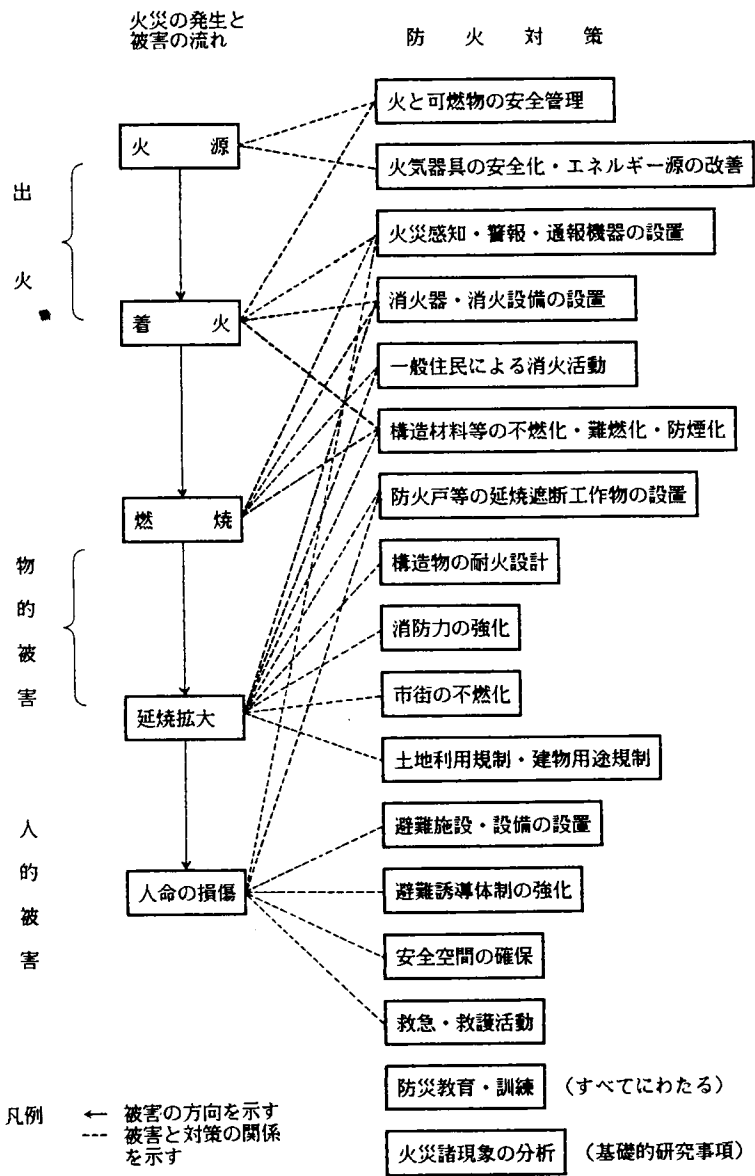 火災の発生と
被害の流れ
防火対策
出火
物的被害
人的被害
火源
着火
燃焼
延焼拡大
人命の損傷
火と可燃物の安全管理
火気器具の安全化・エネルギー源の改善
火災感知・警報・通報機器の設置
消火器・消火設備の設置
一般住民による消火活動
構造材料等の不燃化・難燃化・防煙化
防火戸等の延焼遮断工作物の設置
構造物の耐火設計
消防力の強化
市街の不燃化
土地利用規制・建物用途規制
避難施設・設備の設置
避難誘導体制の強化
安全空間の確保
救急・救護活動
防災教育・訓練 (すべてにわたる)
火災諸現象の分析 (基礎的研究事項)
凡例 ← 被害の方向を示す
--- 被害と対策の関係
を示す